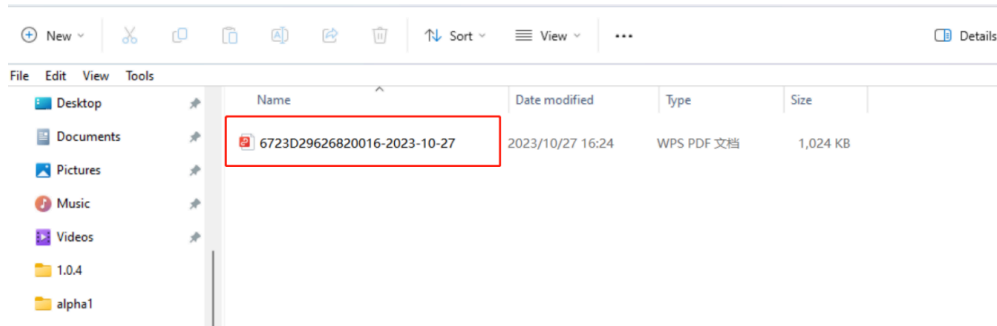 New Sort View ... Details
File Edit View Tools
Name Date modified Type Size
Desktop
Documents
6723D29626820016-2023-10-27 2023/10/27 16:24 WPS PDF 文档 1,024 KB
Pictures
Music
Videos
1.0.4
alpha1